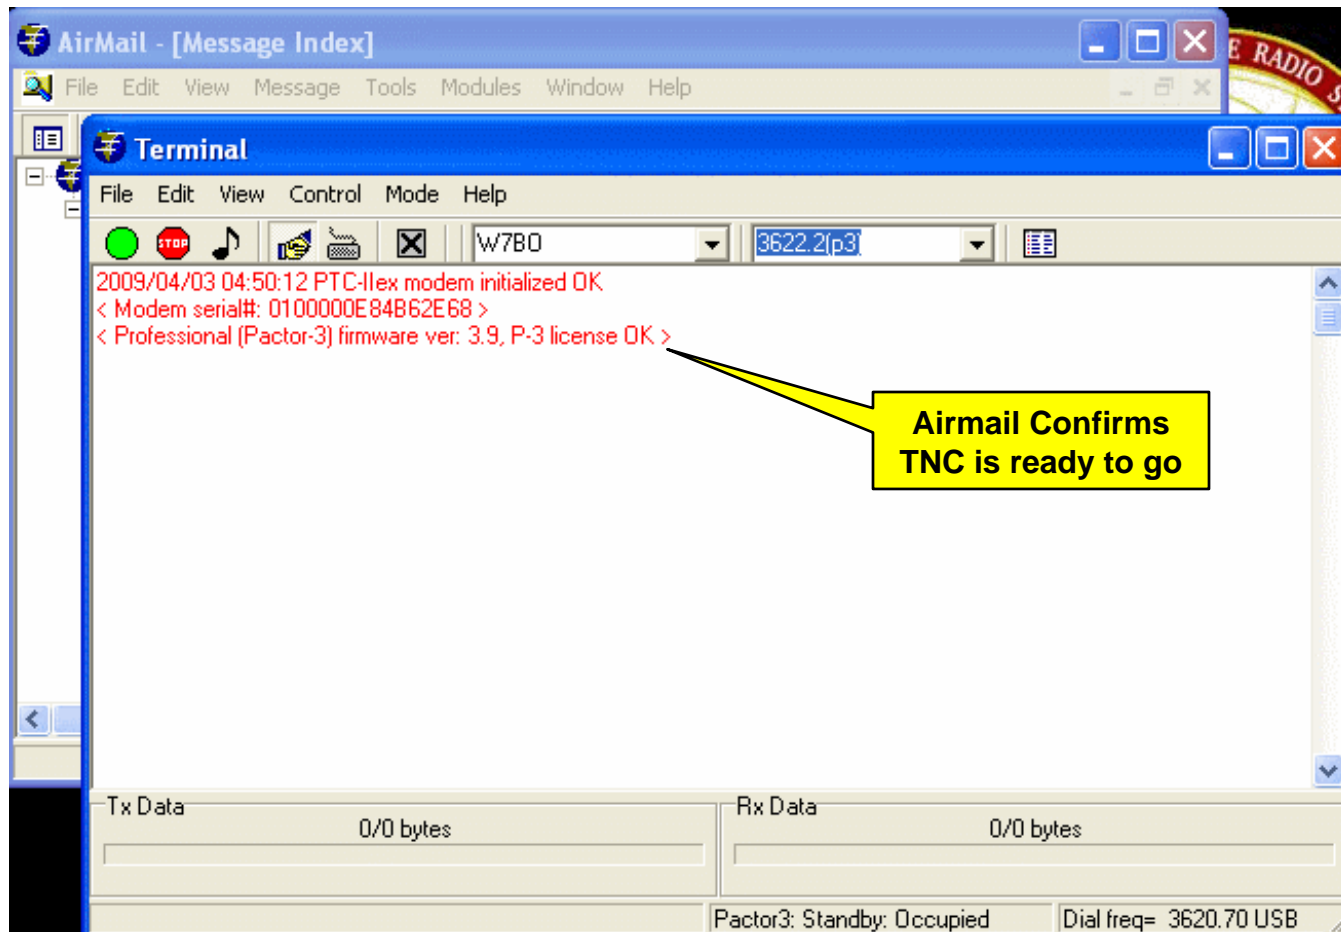 AirMail - [Message Index]
E RADIO S
File Edit View Message Tools Modules Window Help
Terminal
File Edit View Control Mode Help
STOP
W7BO
3622.2(p3)
2009/04/03 04:50:12 PTC-IIex modem initialized OK
< Modem serial#: 0100000E84B62E68 >
< Professional (Pactor-3) firmware ver: 3.9, P-3 license OK >
Airmail Confirms
TNC is ready to go
Tx Data
0/0 bytes
Rx Data
0/0 bytes
Pactor3: Standby: Occupied
Dial freq= 3620.70 USB